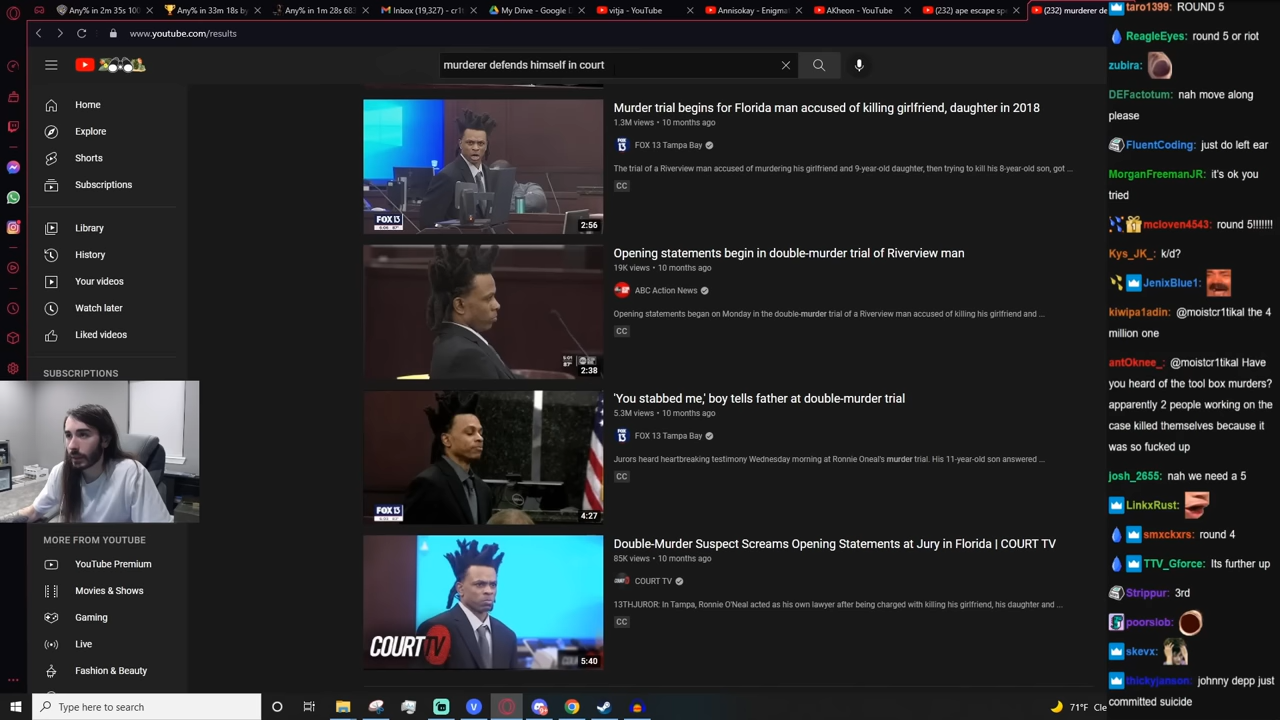 Any% in 2m 35s 100
Any% in 33m 18s by
Any% in 1m 28s 682
Inbox (19,327) - cr1t
My Drive - Google D
vitja - YouTube
Annisokay - Enigma
AKheon - YouTube
(232) ape escape sp
(232) murderer de
www.youtube.com/results
murderer defends himself in court
Home
Explore
Shorts
Subscriptions
Library
History
Your videos
Watch later
Liked videos
SUBSCRIPTIONS
MORE FROM YOUTUBE
YouTube Premium
Movies & Shows
Gaming
Live
Fashion & Beauty
FOX 13
2:56
Murder trial begins for Florida man accused of killing girlfriend, daughter in 2018
1.3M views • 10 months ago
FOX 13 Tampa Bay
The trial of a Riverview man accused of murdering his girlfriend and 9-year-old daughter, then trying to kill his 8-year-old son, got ...
CC
2:38
Opening statements begin in double-murder trial of Riverview man
19K views • 10 months ago
ABC Action News
Opening statements began on Monday in the double-murder trial of a Riverview man accused of killing his girlfriend and ...
CC
FOX 13
4:27
'You stabbed me,' boy tells father at double-murder trial
5.3M views • 10 months ago
FOX 13 Tampa Bay
Jurors heard heartbreaking testimony Wednesday morning at Ronnie Oneal's murder trial. His 11-year-old son answered ...
CC
COURT TV
5:40
Double-Murder Suspect Screams Opening Statements at Jury in Florida | COURT TV
85K views • 10 months ago
COURT TV
13THJUROR: In Tampa, Ronnie O'Neal acted as his own lawyer after being charged with killing his girlfriend, his daughter and ...
CC
taro1399: ROUND 5
ReagleEyes: round 5 or riot
zubira:
DEFactotum: nah move along
please
FluentCoding: just do left ear
MorganFreemanJR: it's ok you
tried
mcloven4543: round 5!!!!!!!
Kys_JK_: k/d?
JenixBlue1:
kiwipa1adin: @moistcr1tikal the 4
million one
antOknee_: @moistcr1tikal Have
you heard of the tool box murders?
apparently 2 people working on the
case killed themselves because it
was so fucked up
josh_2655: nah we need a 5
LinkxRust:
smxckxrs: round 4
TTV_Gforce: Its further up
Strippur: 3rd
poorslob:
skevx:
thickyjanson: johnny depp just
committed suicide
Type here to search
71°F Cle